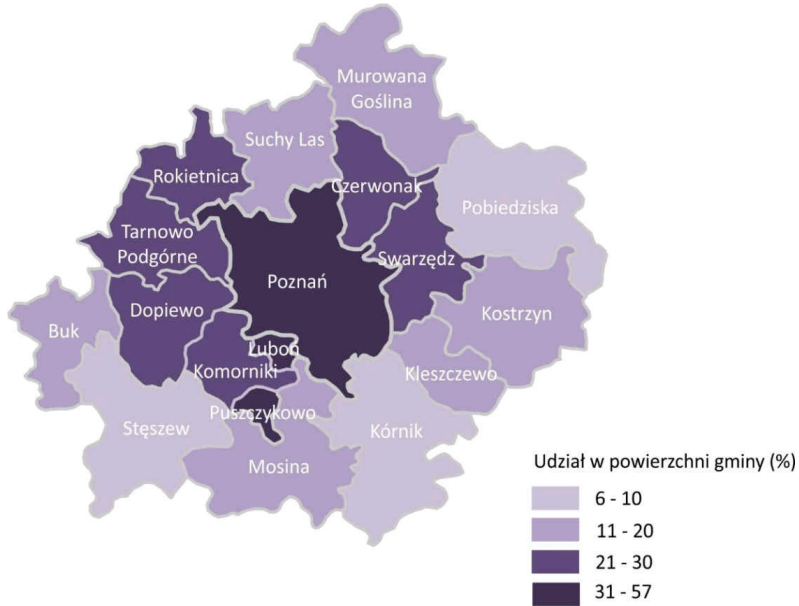 Murowana
Goślina
Suchy Las
Rokietnica
Czerwonak
Pobiedziska
Tarnowo
Podgórne
Swarzędz
Poznań
Dopiewo
Kostrzyn
Buk
Luboń
Komorniki
Kleszczewo
Puszczykowo
Stęszew
Kórnik
Mosina
Udział w powierzchni gminy (%)
6 - 10
11 - 20
21 - 30
31 - 57